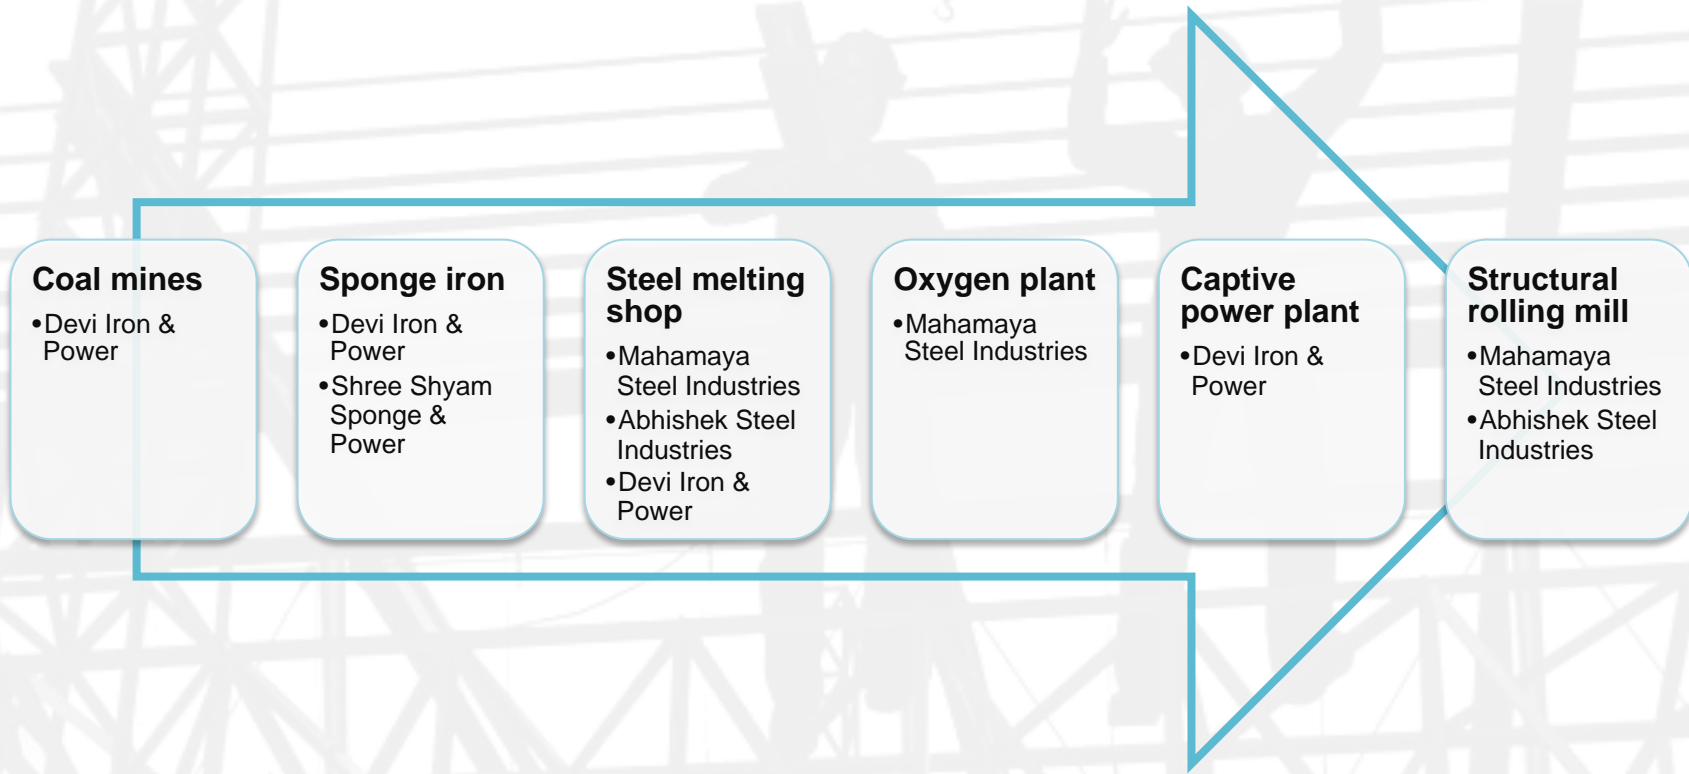 Coal mines
•Devi Iron &
Power
Sponge iron
•Devi Iron &
Power
•Shree Shyam
Sponge &
Power
Steel melting
shop
•Mahamaya
Steel Industries
•Abhishek Steel
Industries
•Devi Iron &
Power
Oxygen plant
•Mahamaya
Steel Industries
Captive
power plant
•Devi Iron &
Power
Structural
rolling mill
•Mahamaya
Steel Industries
•Abhishek Steel
Industries